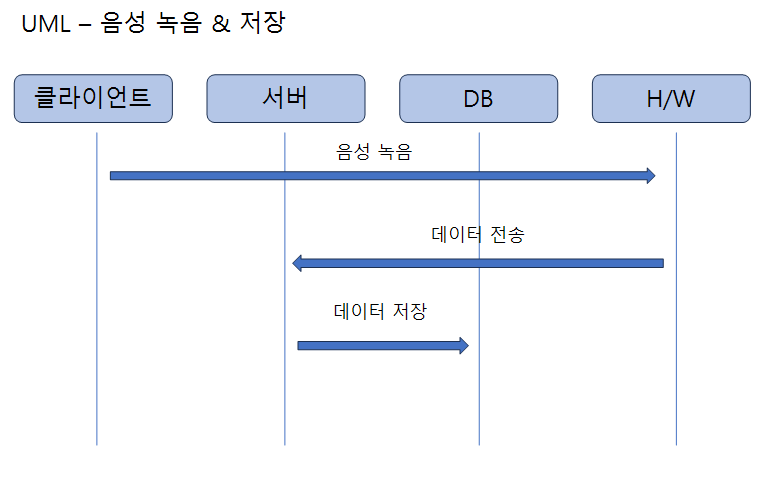 UML – 음성 녹음 & 저장
클라이언트
서버
DB
H/W
음성 녹음
데이터 전송
데이터 저장